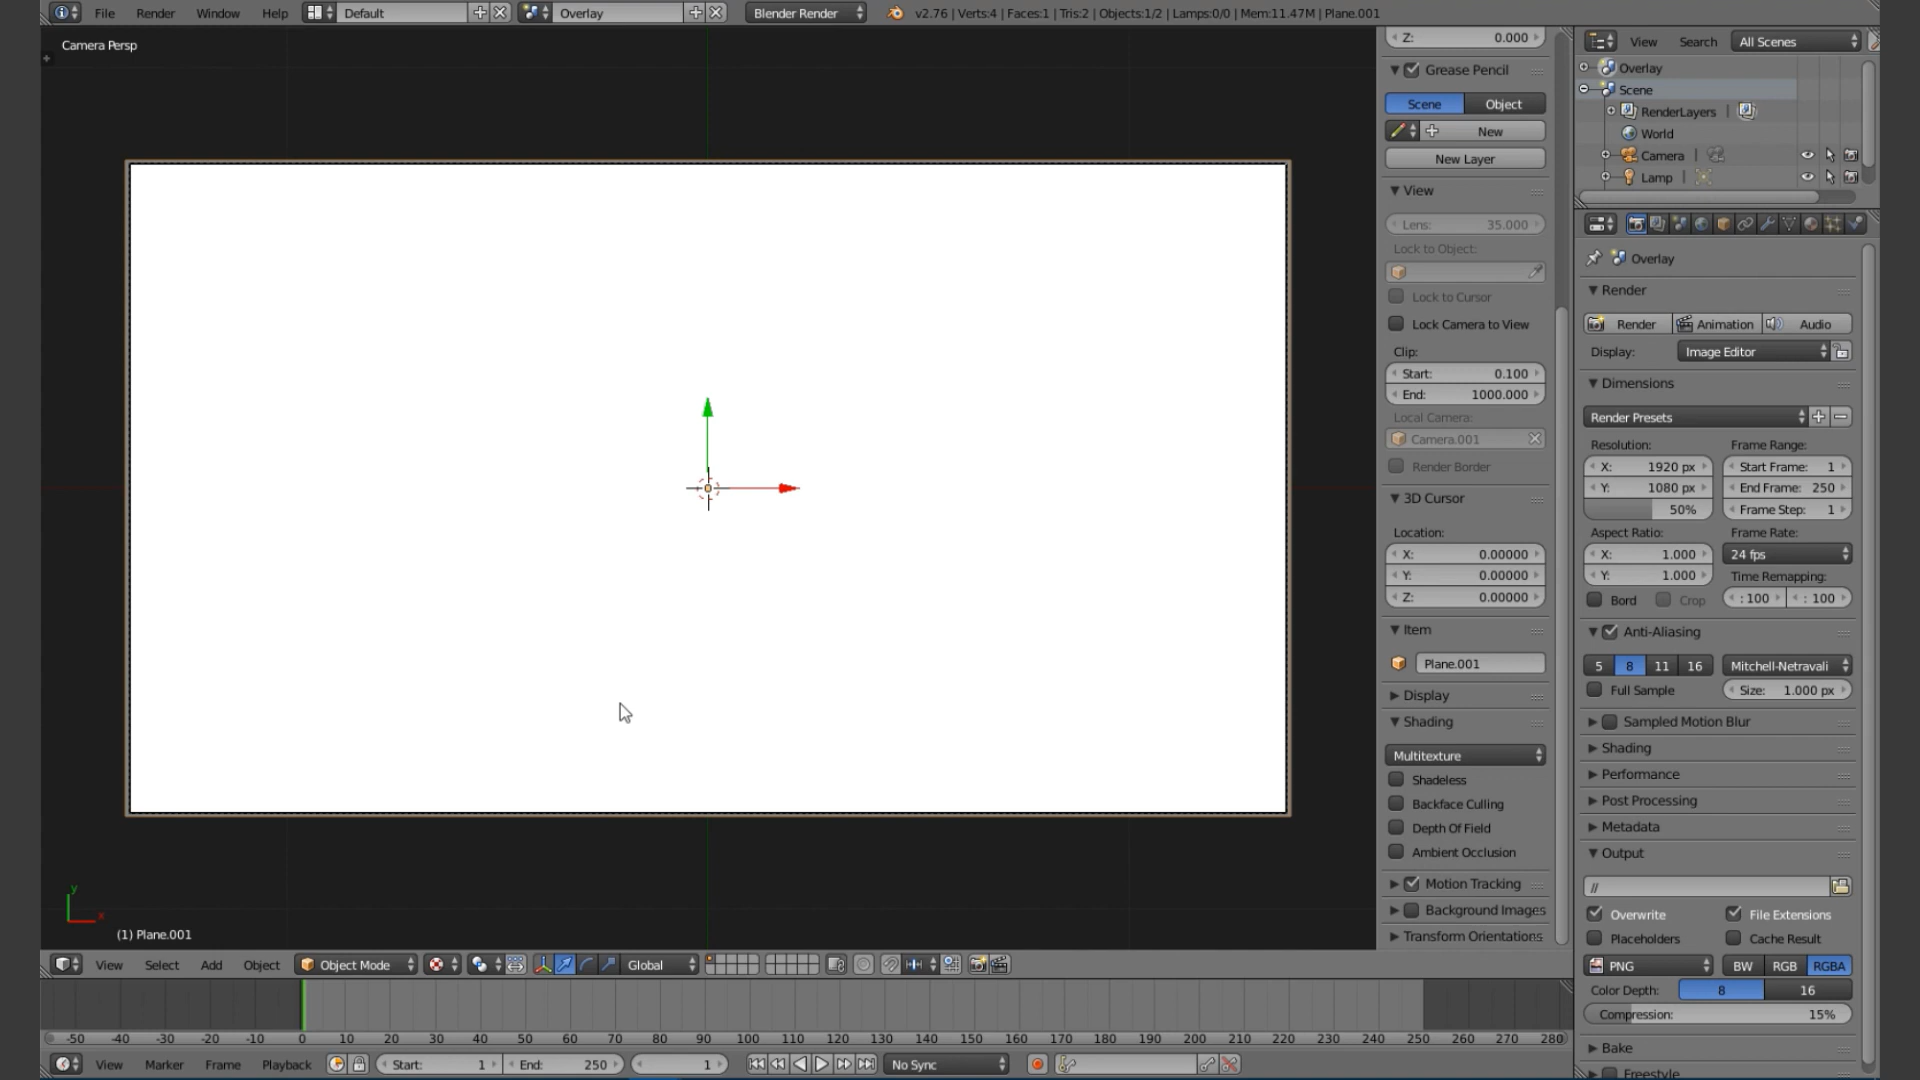 File Render Window Help Default Overlay Blender Render v2.76 | Verts:4 | Faces:1 | Tris:2 | Objects:1/2 | Lamps:0/0 | Mem:11.47M | Plane.001
Camera Persp
y
x
(1) Plane.001
Z: 0.000
Grease Pencil
Scene Object
New
New Layer
View
Lens: 35.000
Lock to Object:
Lock to Cursor
Lock Camera to View
Clip:
Start: 0.100
End: 1000.000
Local Camera:
Camera.001
Render Border
3D Cursor
Location:
X: 0.00000
Y: 0.00000
Z: 0.00000
Item
Plane.001
Display
Shading
Multitexture
Shadeless
Backface Culling
Depth Of Field
Ambient Occlusion
Motion Tracking
Background Images
Transform Orientations
View Search All Scenes
Overlay
Scene
RenderLayers |
World
Camera |
Lamp |
Overlay
Render
Render Animation Audio
Display: Image Editor
Dimensions
Render Presets
Resolution: Frame Range:
X: 1920 px Start Frame: 1
Y: 1080 px End Frame: 250
50% Frame Step: 1
Aspect Ratio: Frame Rate:
X: 1.000 24 fps
Y: 1.000 Time Remapping:
Bord Crop : 100 : 100
Anti-Aliasing
5 8 11 16 Mitchell-Netravali
Full Sample Size: 1.000 px
Sampled Motion Blur
Shading
Performance
Post Processing
Metadata
Output
//
Overwrite File Extensions
Placeholders Cache Result
PNG BW RGB RGBA
Color Depth: 8 16
Compression: 15%
Bake
Freestyle
View Select Add Object Object Mode Global
-50 -40 -30 -20 -10 0 10 20 30 40 50 60 70 80 90 100 110 120 130 140 150 160 170 180 190 200 210 220 230 240 250 260 270 280
View Marker Frame Playback Start: 1 End: 250 1 No Sync